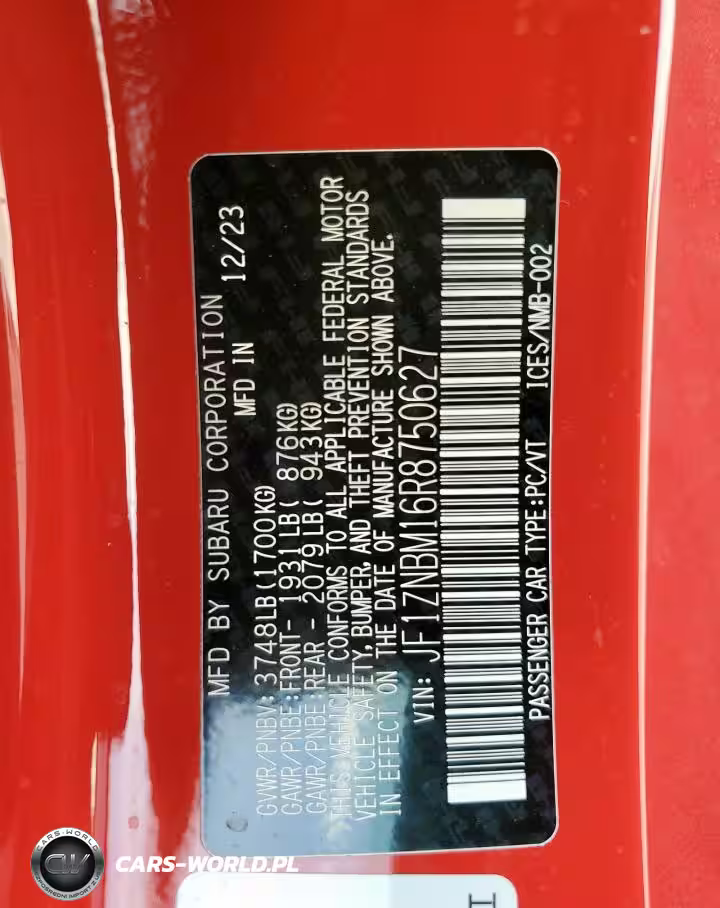 MFD BY SUBARU CORPORATION
MFD IN 12/23
GVWR/PNBV: 3748LB(1700KG)
GAWR/PNBE:FRONT- 1931LB( 876KG)
GAWR/PNBE:REAR - 2079LB( 943KG)
THIS VEHICLE CONFORMS TO ALL APPLICABLE FEDERAL MOTOR
VEHICLE SAFETY, BUMPER, AND THEFT PREVENTION STANDARDS
IN EFFECT ON THE DATE OF MANUFACTURE SHOWN ABOVE.
VIN: JF1ZNBM16R8750627
PASSENGER CAR TYPE:PC/VT ICES/NMB-002
CARS-WORLD
CW
CARS-WORLD.PL